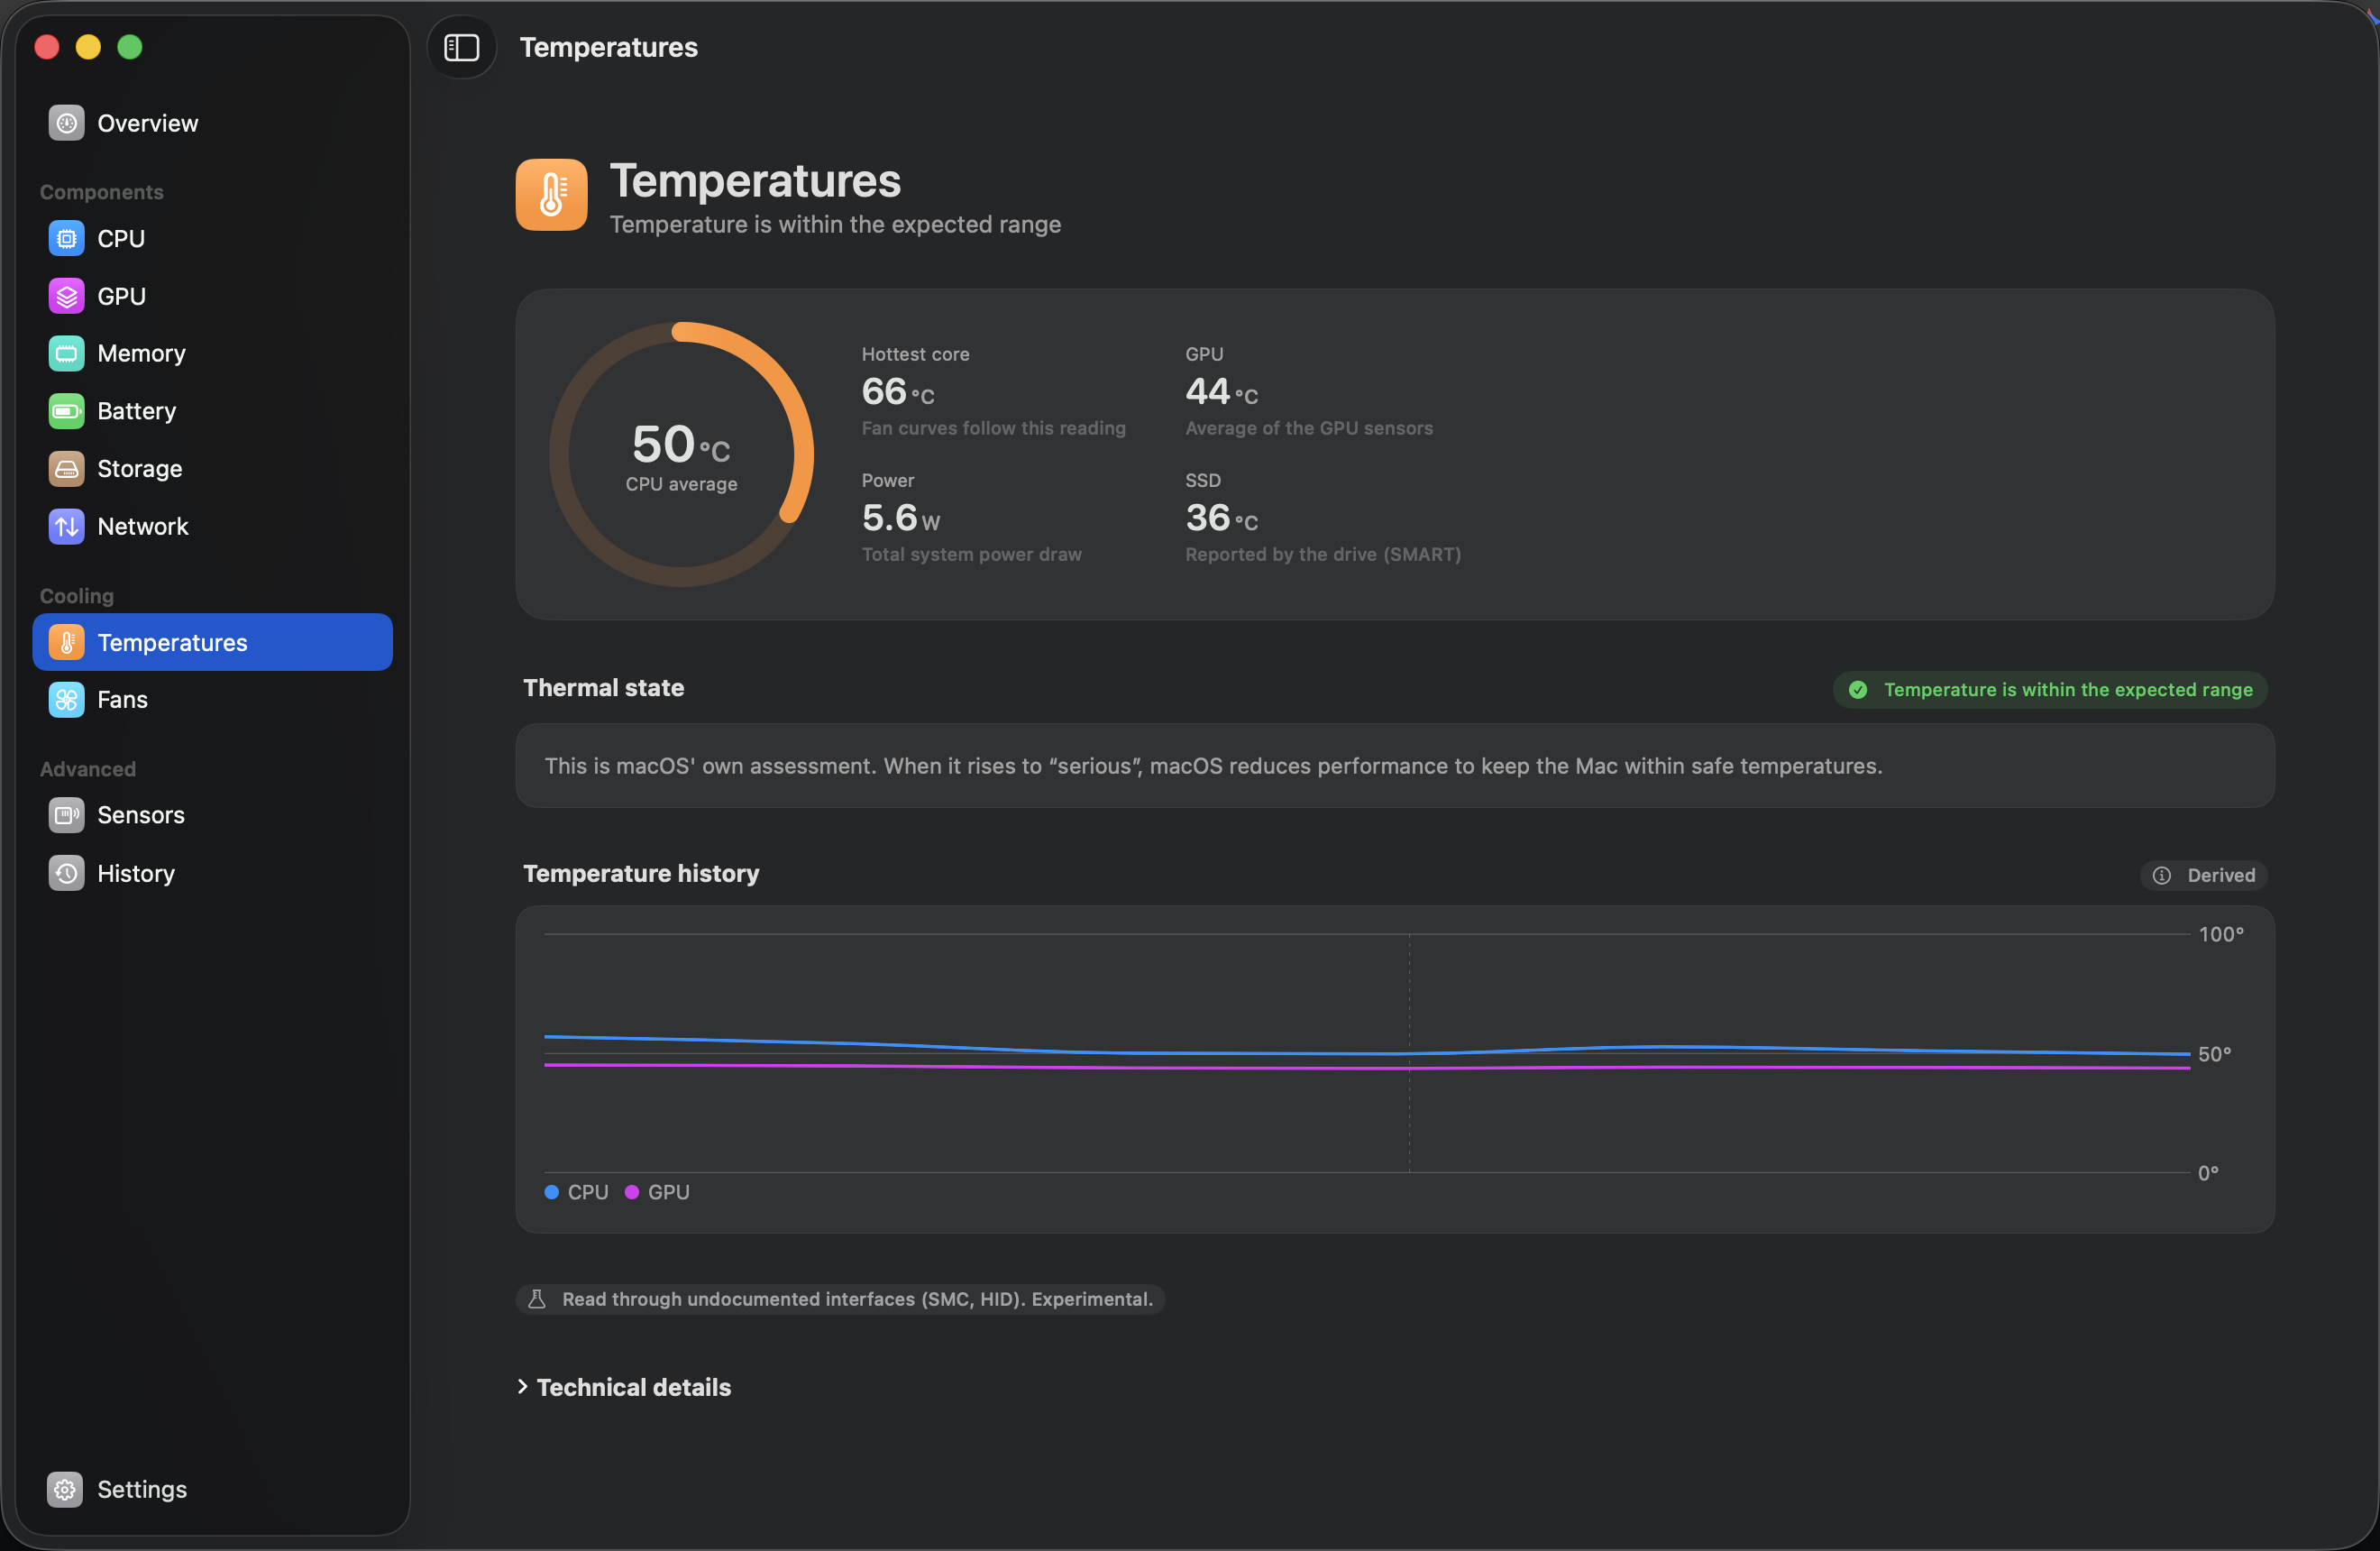 Temperatures
Overview
Components
CPU
GPU
Memory
Battery
Storage
Network
Cooling
Temperatures
Fans
Advanced
Sensors
History
Settings
Temperatures
Temperature is within the expected range
50 °C
CPU average
Hottest core
66 °C
Fan curves follow this reading
GPU
44 °C
Average of the GPU sensors
Power
5.6 W
Total system power draw
SSD
36 °C
Reported by the drive (SMART)
Thermal state
Temperature is within the expected range
This is macOS' own assessment. When it rises to “serious”, macOS reduces performance to keep the Mac within safe temperatures.
Temperature history
Derived
100°
50°
0°
CPU
GPU
Read through undocumented interfaces (SMC, HID). Experimental.
Technical details